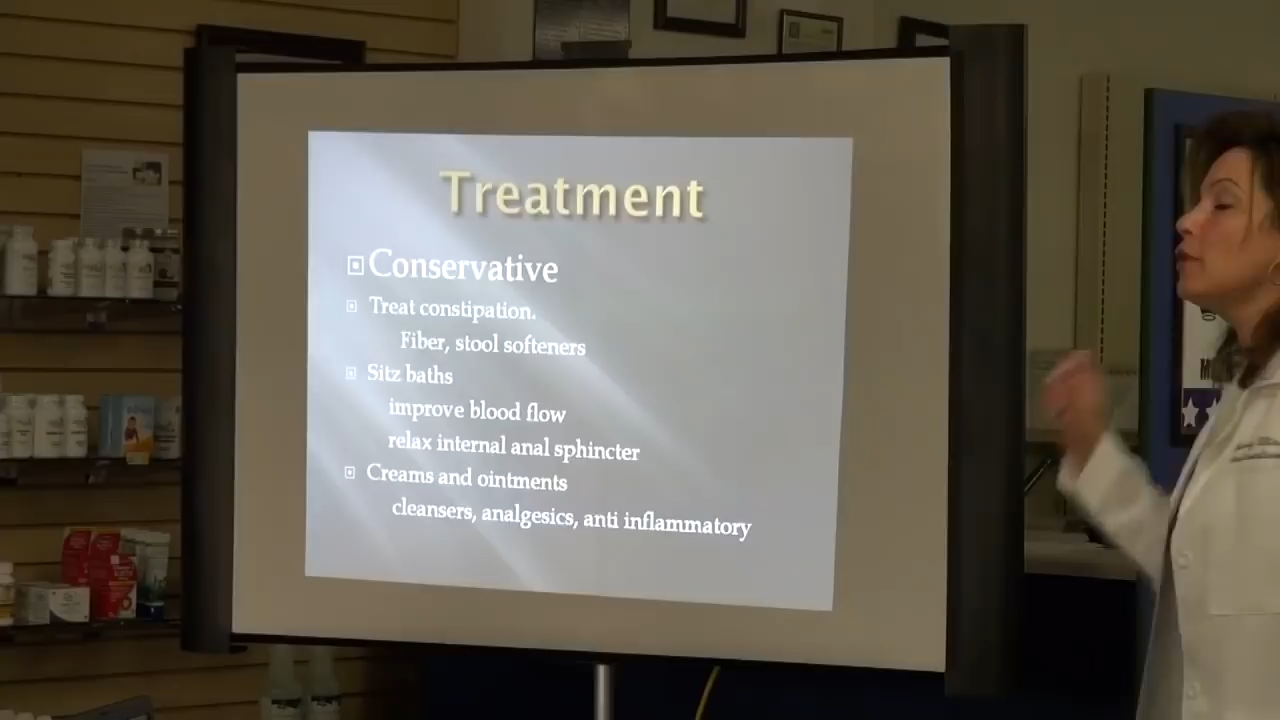 Treatment
Conservative
Treat constipation.
Fiber, stool softeners
Sitz baths
improve blood flow
relax internal anal sphincter
Creams and ointments
cleansers, analgesics, anti inflammatory